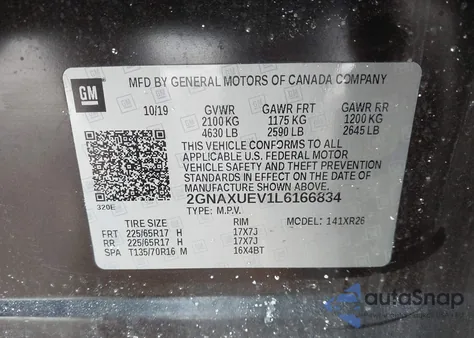 GM
MFD BY GENERAL MOTORS OF CANADA COMPANY
10/19 GVWR GAWR FRT GAWR RR
2100 KG 1175 KG 1200 KG
4630 LB 2590 LB 2645 LB
THIS VEHICLE CONFORMS TO ALL
APPLICABLE U.S. FEDERAL MOTOR
VEHICLE SAFETY AND THEFT PREVENTION
STANDARDS IN EFFECT ON THE DATE OF
MANUFACTURE SHOWN ABOVE.
2GNAXUEV1L6166834
320E
TYPE: M.P.V. MODEL: 141XR26
TIRE SIZE RIM
FRT 225/65R17 H 17X7J
RR 225/65R17 H 17X7J
SPA T135/70R16 M 16X4BT
autoSnap